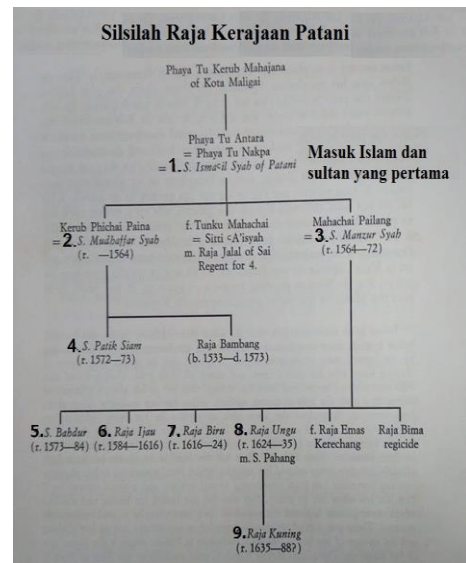 Silsilah Raja Kerajaan Patani
Phaya Tu Kerub Mahajana
of Kota Maligai
Phaya Tu Antara
= Phaya Tu Nakpa
= 1. S. Ismaꜥil Syah of Patani
Masuk Islam dan
sultan yang pertama
Kerub Phichai Paina
= 2. S. Mudhaffar Syah
(r. —1564)
f. Tunku Mahachai
= Sitti ꜥA'isyah
m. Raja Jalal of Sai
Regent for 4.
Mahachai Pailang
= 3. S. Manzur Syah
(r. 1564—72)
4. S. Patik Siam
(r. 1572—73)
Raja Bambang
(b. 1533—d. 1573)
5. S. Bahdur
(r. 1573—84)
6. Raja Ijau
(r. 1584—1616)
7. Raja Biru
(r. 1616—24)
8. Raja Ungu
(r. 1624—35)
m. S. Pahang
f. Raja Emas
Kerechang
Raja Bima
regicide
9. Raja Kuning
(r. 1635—88?)